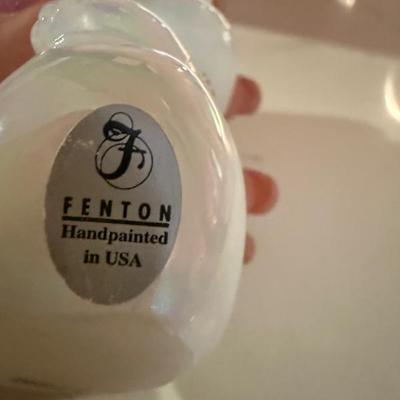 F
FENTON
Handpainted
in USA